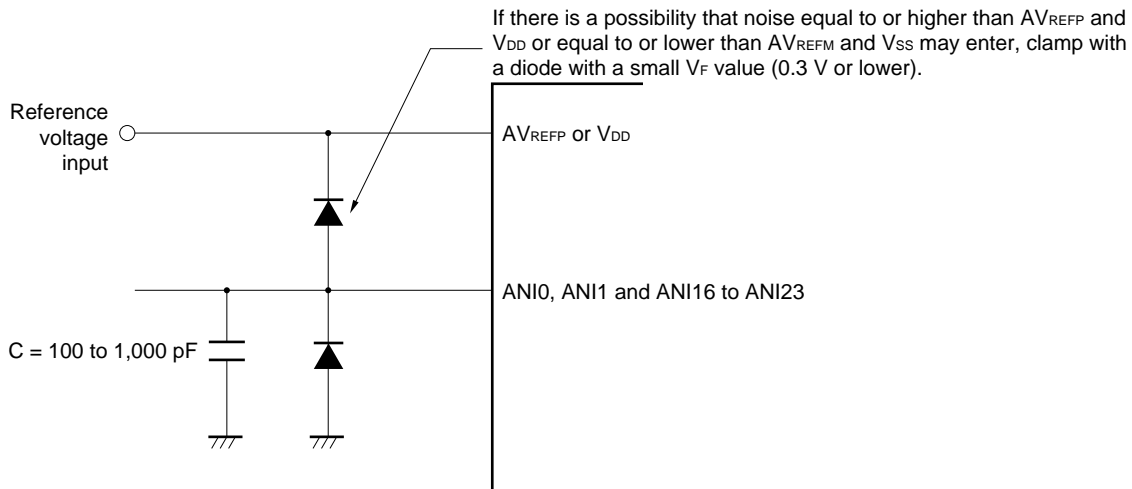 If there is a possibility that noise equal to or higher than AVREFP and
VDD or equal to or lower than AVREFM and VSS may enter, clamp with
a diode with a small VF value (0.3 V or lower).
Reference
voltage
input
AVREFP or VDD
ANI0, ANI1 and ANI16 to ANI23
C = 100 to 1,000 pF